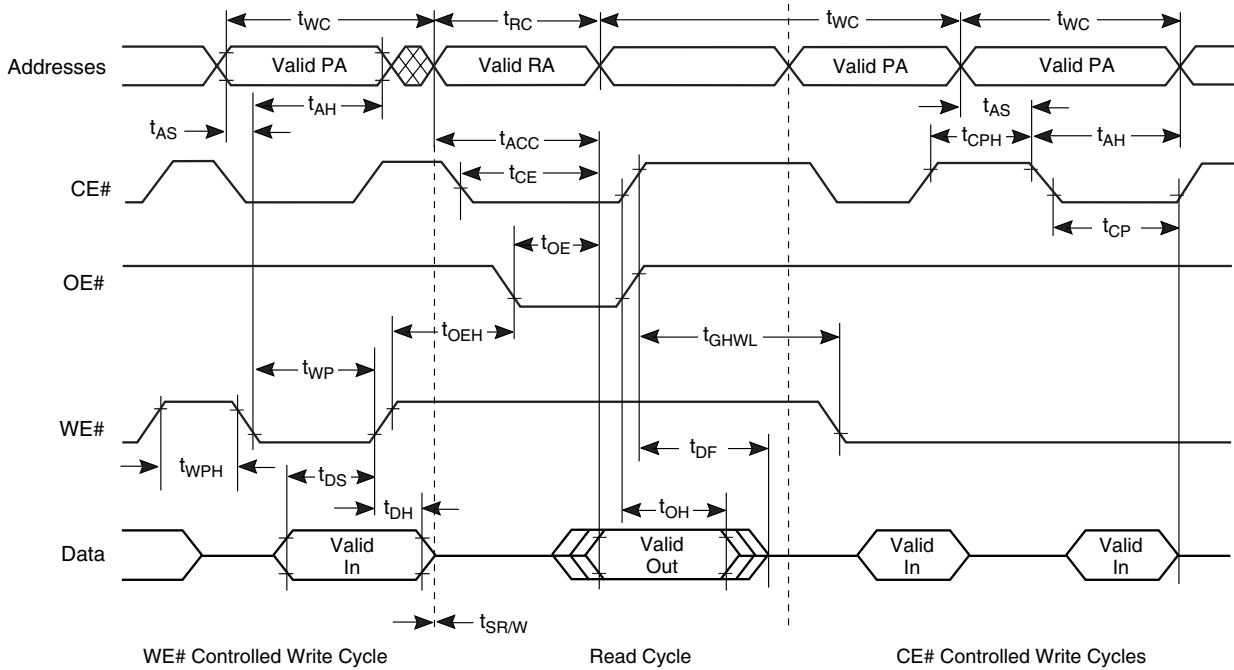 tWC tRC tWC tWC
Addresses Valid PA Valid RA Valid PA Valid PA
tAH tAS
tAS tACC tCPH tAH
CE# tCE
tOE tCP
OE#
tOEH tGHWL
tWP
WE#
tWPH tDS tDF
tDH tOH
Data Valid In Valid Out Valid In Valid In
tSR/W
WE# Controlled Write Cycle Read Cycle CE# Controlled Write Cycles